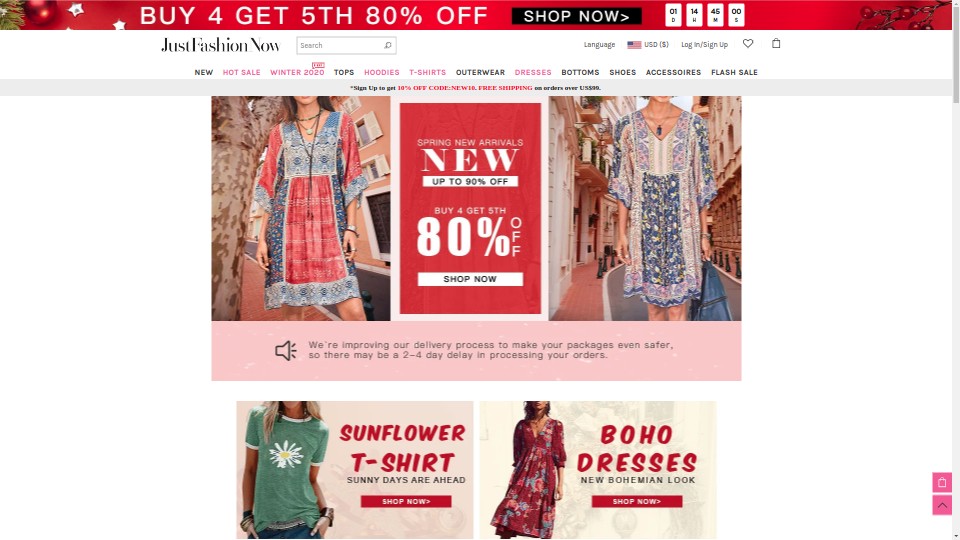 BUY 4 GET 5TH 80% OFF SHOP NOW> 01 14 45 00
D H M S
JustFashionNow Search Language USD ($) Log In/Sign Up
NEW HOT SALE WINTER 2020 TOPS HOODIES T-SHIRTS OUTERWEAR DRESSES BOTTOMS SHOES ACCESSOIRES FLASH SALE
*Sign Up to get 10% OFF CODE:NEW10. FREE SHIPPING on orders over US$99.
SPRING NEW ARRIVALS
NEW
UP TO 90% OFF
BUY 4 GET 5TH
80% OFF
SHOP NOW
We're improving our delivery process to make your packages even safer,
so there may be a 2-4 day delay in processing your orders.
SUNFLOWER
T-SHIRT
SUNNY DAYS ARE AHEAD
SHOP NOW>
BOHO
DRESSES
NEW BOHEMIAN LOOK
SHOP NOW>